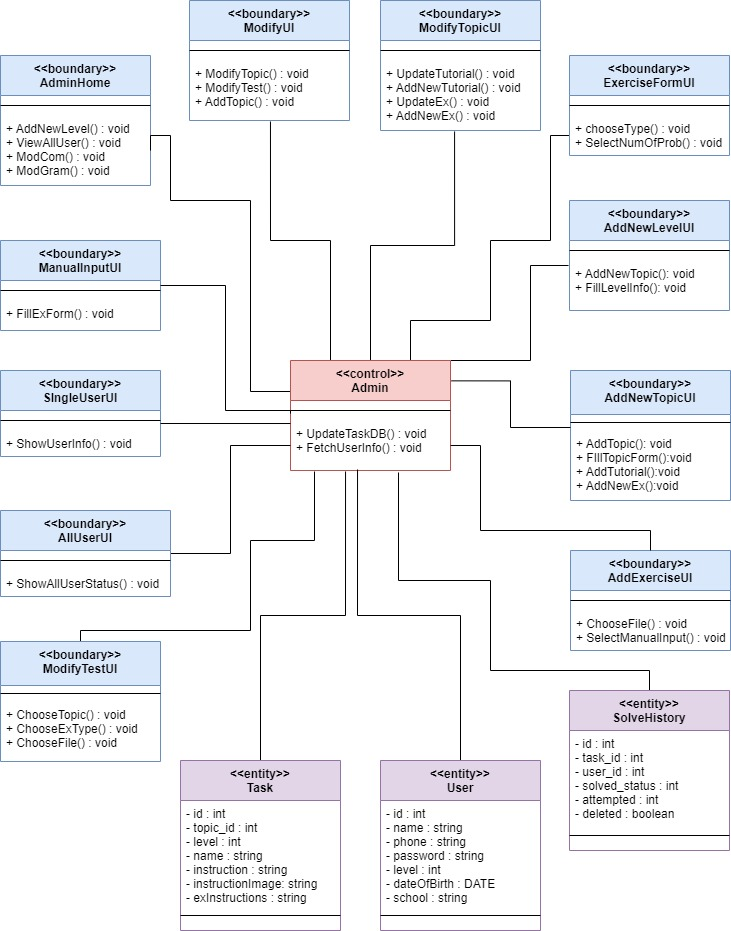 <<boundary>>
ModifyUI
+ ModifyTopic() : void
+ ModifyTest() : void
+ AddTopic() : void
<<boundary>>
ModifyTopicUI
+ UpdateTutorial() : void
+ AddNewTutorial() : void
+ UpdateEx() : void
+ AddNewEx() : void
<<boundary>>
AdminHome
+ AddNewLevel() : void
+ ViewAllUser() : void
+ ModCom() : void
+ ModGram() : void
<<boundary>>
ExerciseFormUI
+ chooseType() : void
+ SelectNumOfProb() : void
<<boundary>>
AddNewLevelUI
+ AddNewTopic(): void
+ FillLevelInfo(): void
<<boundary>>
ManualInputUI
+ FillExForm() : void
<<control>>
Admin
+ UpdateTaskDB() : void
+ FetchUserInfo() : void
<<boundary>>
SIngleUserUI
+ ShowUserInfo() : void
<<boundary>>
AddNewTopicUI
+ AddTopic(): void
+ FIllTopicForm():void
+ AddTutorial():void
+ AddNewEx():void
<<boundary>>
AllUserUI
+ ShowAllUserStatus() : void
<<boundary>>
AddExerciseUI
+ ChooseFile() : void
+ SelectManualInput() : void
<<boundary>>
ModifyTestUI
+ ChooseTopic() : void
+ ChooseExType() : void
+ ChooseFile() : void
<<entity>>
SolveHistory
- id : int
- task_id : int
- user_id : int
- solved_status : int
- attempted : int
- deleted : boolean
<<entity>>
Task
- id : int
- topic_id : int
- level : int
- name : string
- instruction : string
- instructionImage: string
- exInstructions : string
<<entity>>
User
- id : int
- name : string
- phone : string
- password : string
- level : int
- dateOfBirth : DATE
- school : string